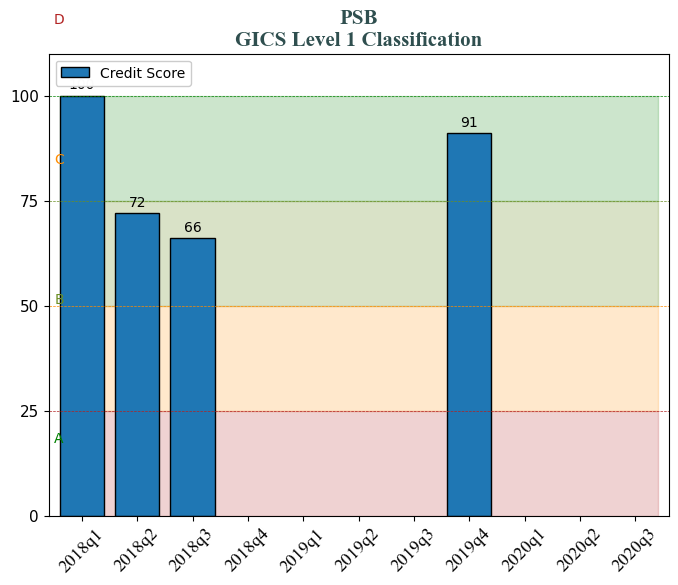 D
PSB
GICS Level 1 Classification
Credit Score
100
100
C
91
75
72
66
B
50
25
A
0
2018q1
2018q2
2018q3
2018q4
2019q1
2019q2
2019q3
2019q4
2020q1
2020q2
2020q3